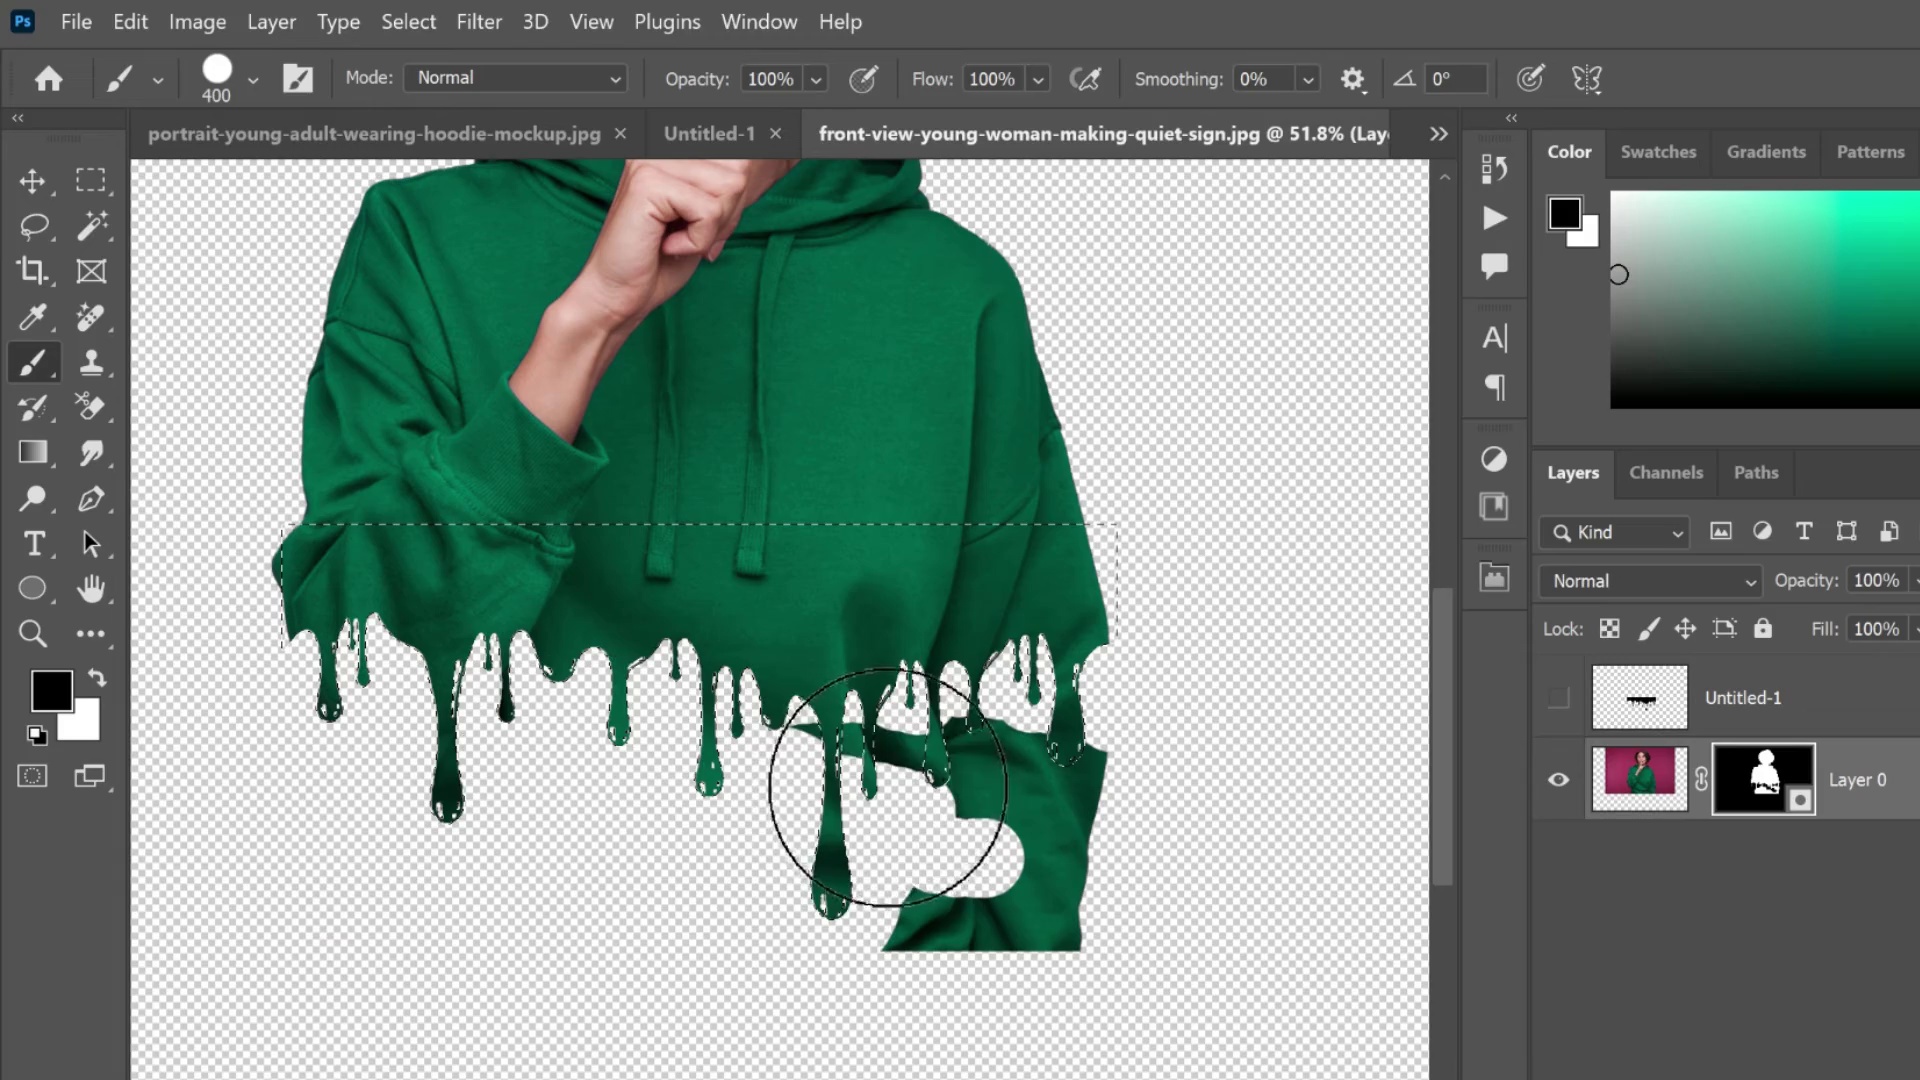 Ps File Edit Image Layer Type Select Filter 3D View Plugins Window Help
400 Mode: Normal Opacity: 100% Flow: 100% Smoothing: 0% 0°
portrait-young-adult-wearing-hoodie-mockup.jpg × Untitled-1 × front-view-young-woman-making-quiet-sign.jpg @ 51.8% (Laye
Color Swatches Gradients Patterns
Layers Channels Paths
Kind
Normal Opacity: 100%
Lock: Fill: 100%
Untitled-1
Layer 0